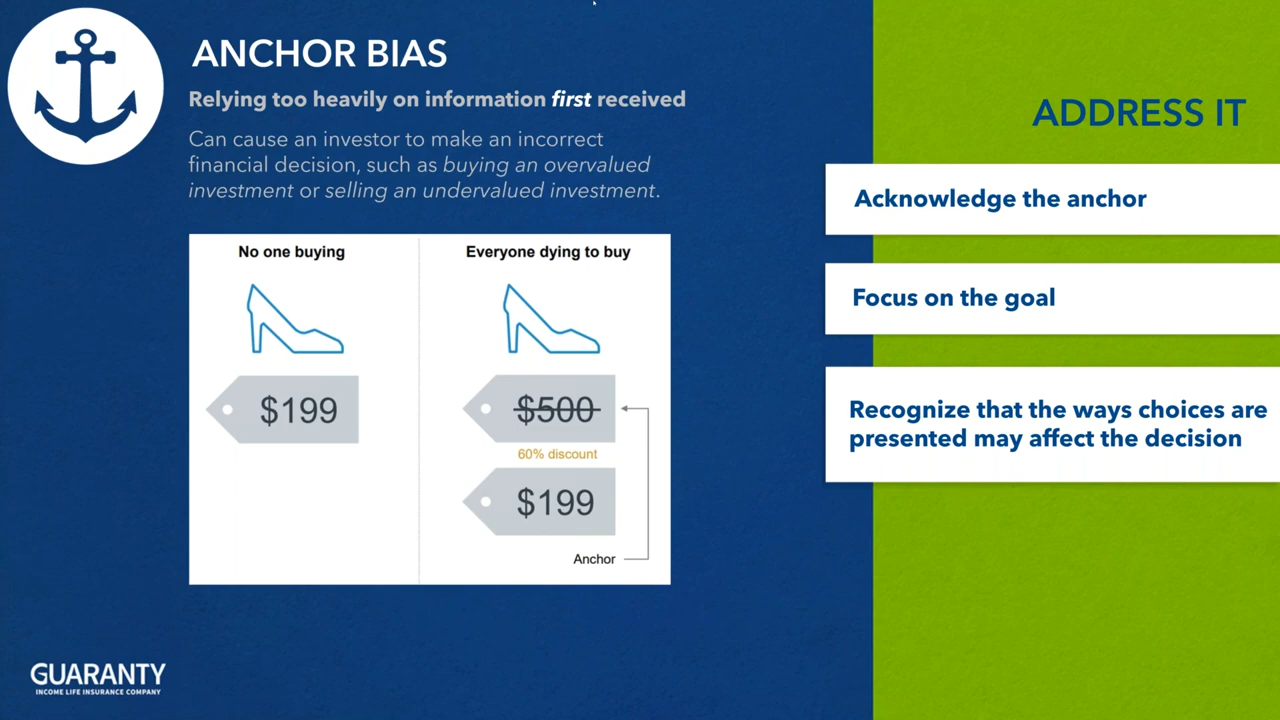 ANCHOR BIAS
Relying too heavily on information first received
Can cause an investor to make an incorrect
financial decision, such as buying an overvalued
investment or selling an undervalued investment.
No one buying
$199
Everyone dying to buy
$500
60% discount
$199
Anchor
ADDRESS IT
Acknowledge the anchor
Focus on the goal
Recognize that the ways choices are
presented may affect the decision
GUARANTY
INCOME LIFE INSURANCE COMPANY